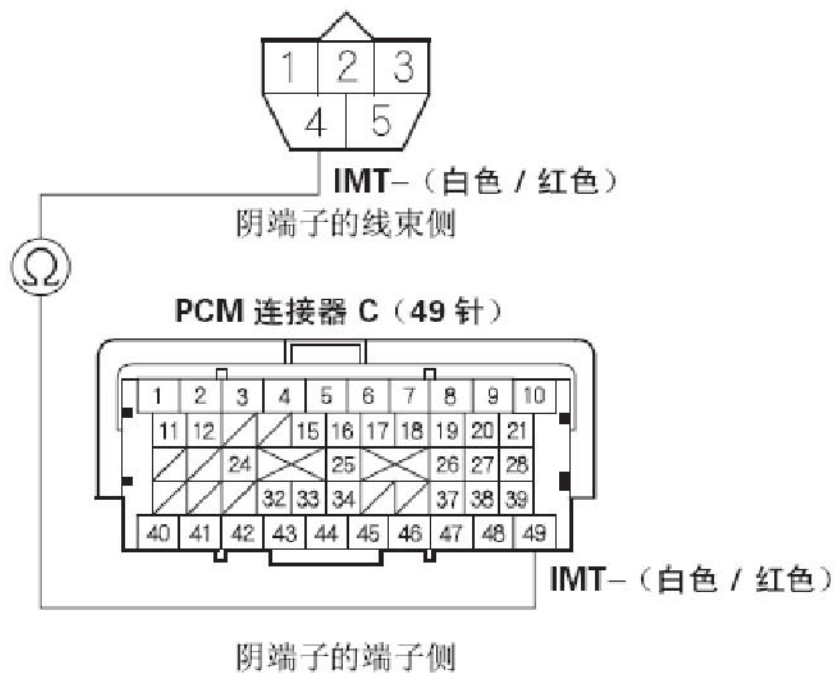 1 2 3
4 5
IMT–（白色 / 红色）
阴端子的线束侧
Ω
PCM 连接器 C（49 针）
1 2 3 4 5 6 7 8 9 10
11 12 15 16 17 18 19 20 21
24 25 26 27 28
32 33 34 37 38 39
40 41 42 43 44 45 46 47 48 49
IMT–（白色 / 红色）
阴端子的端子侧